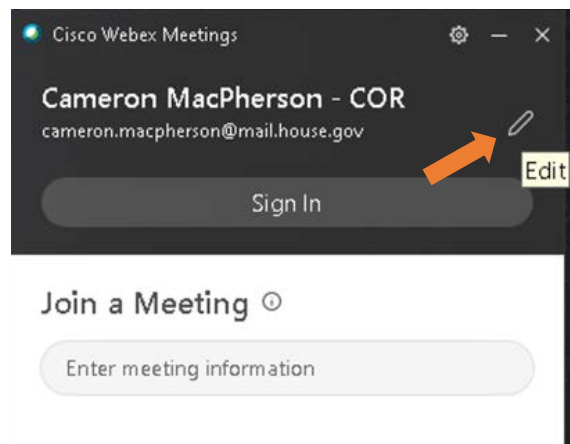 Cisco Webex Meetings
Cameron MacPherson - COR
cameron.macpherson@mail.house.gov
Edit
Sign In
Join a Meeting
Enter meeting information